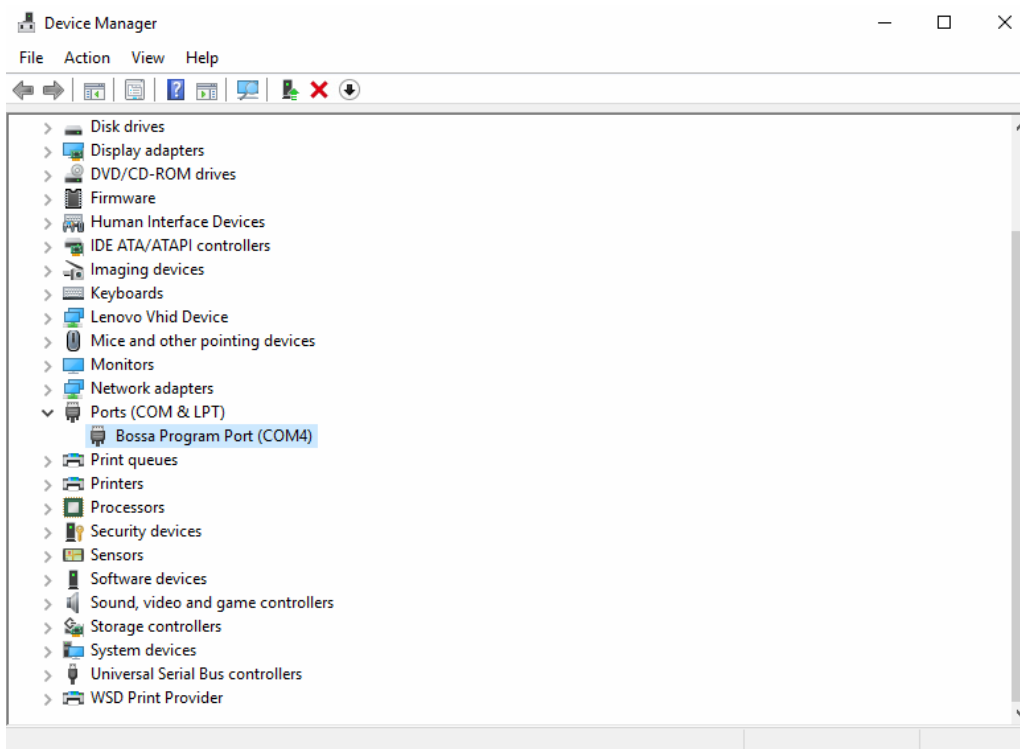 Device Manager
File Action View Help
Disk drives
Display adapters
DVD/CD-ROM drives
Firmware
Human Interface Devices
IDE ATA/ATAPI controllers
Imaging devices
Keyboards
Lenovo Vhid Device
Mice and other pointing devices
Monitors
Network adapters
Ports (COM & LPT)
Bossa Program Port (COM4)
Print queues
Printers
Processors
Security devices
Sensors
Software devices
Sound, video and game controllers
Storage controllers
System devices
Universal Serial Bus controllers
WSD Print Provider